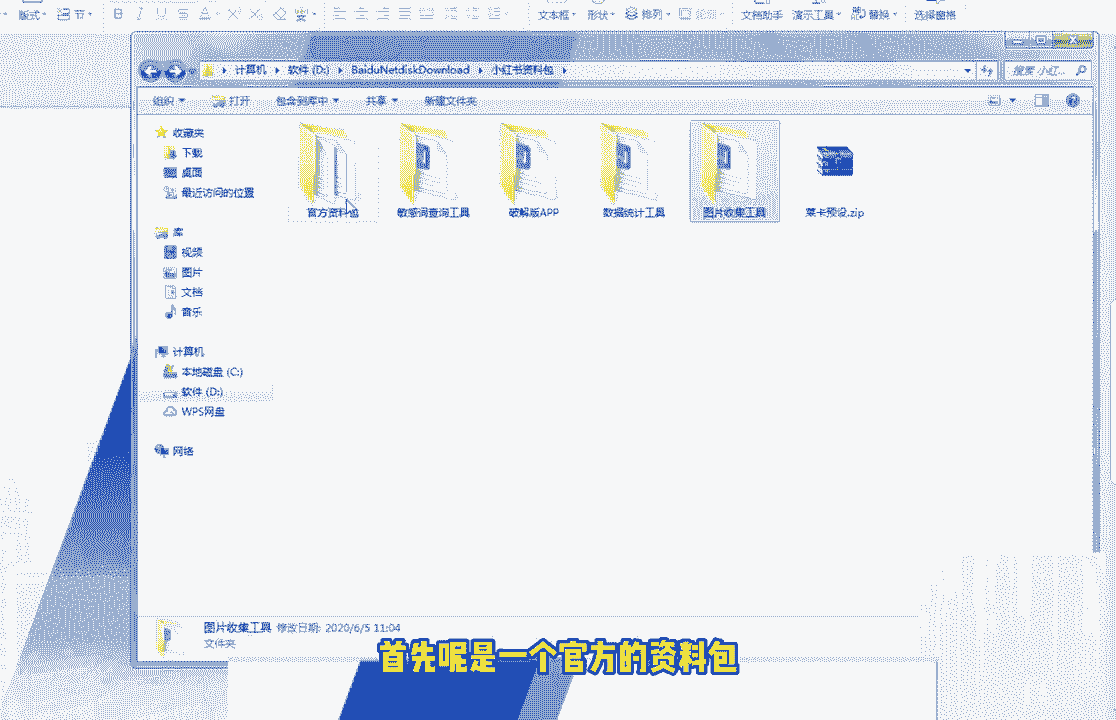 版式 节 B I U S A 文本框 形状 排列 文档助手 演示工具 替换 选择窗格
计算机 软件 (D:) BaiduNetdiskDownload 小红书资料包 搜索 小红...
组织 打开 包含到库中 共享 新建文件夹
收藏夹
下载
桌面
最近访问的位置
库
视频
图片
文档
音乐
计算机
本地磁盘 (C:)
软件 (D:)
WPS网盘
网络
官方资料包 敏感词查询工具 破解版APP 数据统计工具 图片收集工具 莱卡预设.zip
图片收集工具 修改日期: 2020/6/5 11:04
文件夹
首先呢是一个官方的资料包